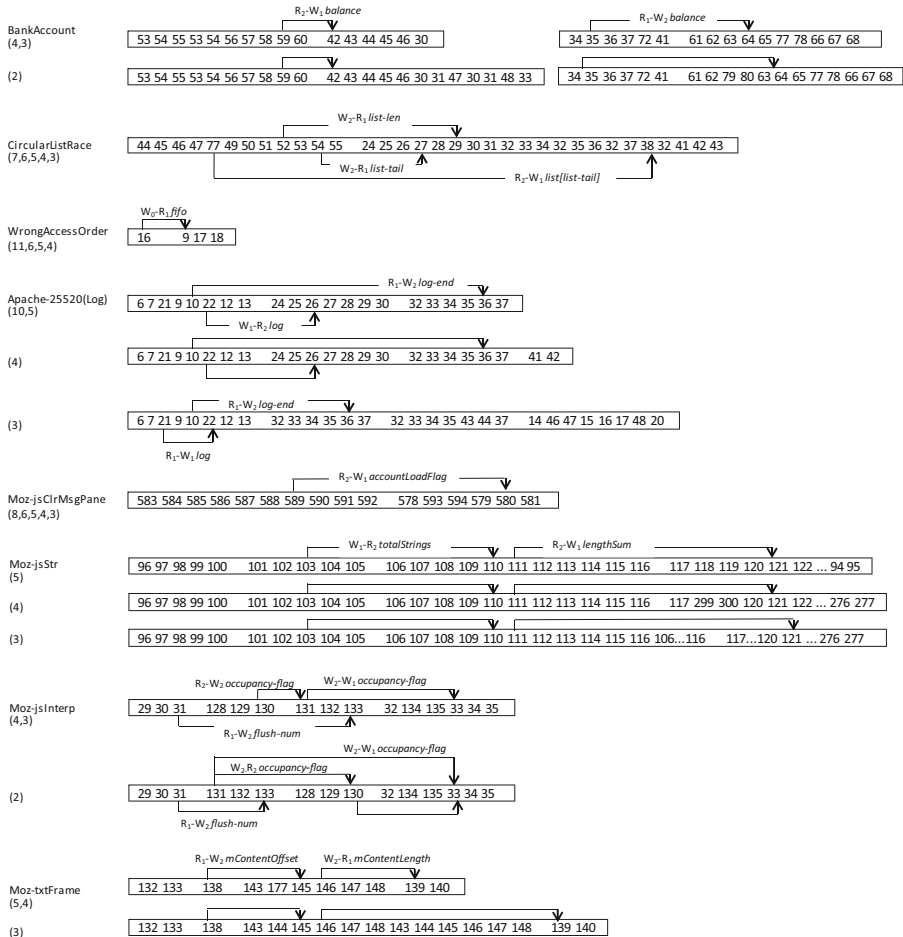 R2-W1 balance
R1-W2 balance
BankAccount
(4,3)
53 54 55 53 54 56 57 58 59 60 42 43 44 45 46 30
34 35 36 37 72 41 61 62 63 64 65 77 78 66 67 68
(2)
53 54 55 53 54 56 57 58 59 60 42 43 44 45 46 30 31 47 30 31 48 33
34 35 36 37 72 41 61 62 79 80 63 64 65 77 78 66 67 68
W2-R1 list-len
CircularListRace
(7,6,5,4,3)
44 45 46 47 77 49 50 51 52 53 54 55 24 25 26 27 28 29 30 31 32 33 34 32 35 36 32 37 38 32 41 42 43
W2-R1 list-tail
R2-W1 list[list-tail]
W0-R1 fifo
WrongAccessOrder
(11,6,5,4)
16 9 17 18
R1-W2 log-end
Apache-25520(Log)
(10,5)
6 7 21 9 10 22 12 13 24 25 26 27 28 29 30 32 33 34 35 36 37
W1-R2 log
(4)
6 7 21 9 10 22 12 13 24 25 26 27 28 29 30 32 33 34 35 36 37 41 42
R1-W2 log-end
(3)
6 7 21 9 10 22 12 13 32 33 34 35 36 37 32 33 34 35 43 44 37 14 46 47 15 16 17 48 20
R1-W1 log
R2-W1 accountLoadFlag
Moz-jsClrMsgPane
(8,6,5,4,3)
583 584 585 586 587 588 589 590 591 592 578 593 594 579 580 581
W1-R2 totalStrings
R2-W1 lengthSum
Moz-jsStr
(5)
96 97 98 99 100 101 102 103 104 105 106 107 108 109 110 111 112 113 114 115 116 117 118 119 120 121 122 ... 94 95
(4)
96 97 98 99 100 101 102 103 104 105 106 107 108 109 110 111 112 113 114 115 116 117 299 300 120 121 122 ... 276 277
(3)
96 97 98 99 100 101 102 103 104 105 106 107 108 109 110 111 112 113 114 115 116 106...116 117...120 121 ... 276 277
R2-W2 occupancy-flag
W2-W1 occupancy-flag
Moz-jsInterp
(4,3)
29 30 31 128 129 130 131 132 133 32 134 135 33 34 35
R1-W2 flush-num
W2-W1 occupancy-flag
W2.R2 occupancy-flag
(2)
29 30 31 131 132 133 128 129 130 32 134 135 33 34 35
R1-W2 flush-num
R1-W2 mContentOffset
W2-R1 mContentLength
Moz-txtFrame
(5,4)
132 133 138 143 177 145 146 147 148 139 140
(3)
132 133 138 143 144 145 146 147 148 143 144 145 146 147 148 139 140